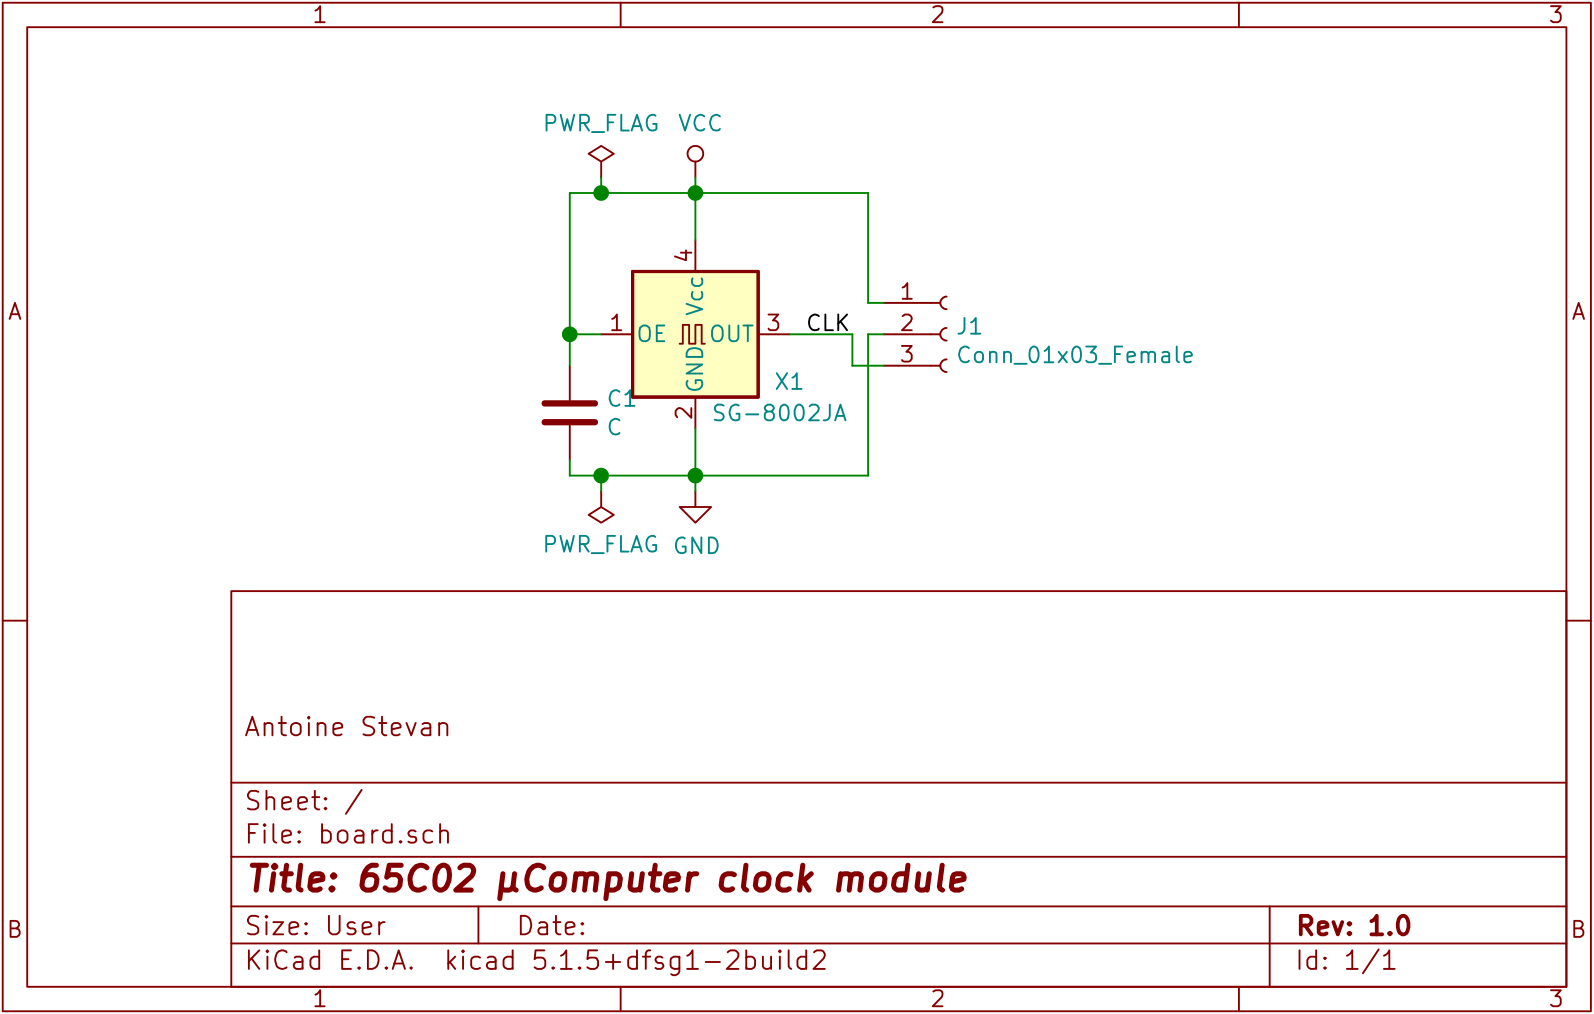 1 2 3
PWR_FLAG VCC
4
Vcc
1
A A
1 OE OUT 3 CLK
2
J1
GND
3
Conn_01x03_Female
X1
C1
2
SG-8002JA
C
PWR_FLAG GND
Antoine Stevan
Sheet: /
File: board.sch
Title: 65C02 µComputer clock module
Size: User Date: Rev: 1.0
B B
KiCad E.D.A. kicad 5.1.5+dfsg1-2build2 Id: 1/1
1 2 3